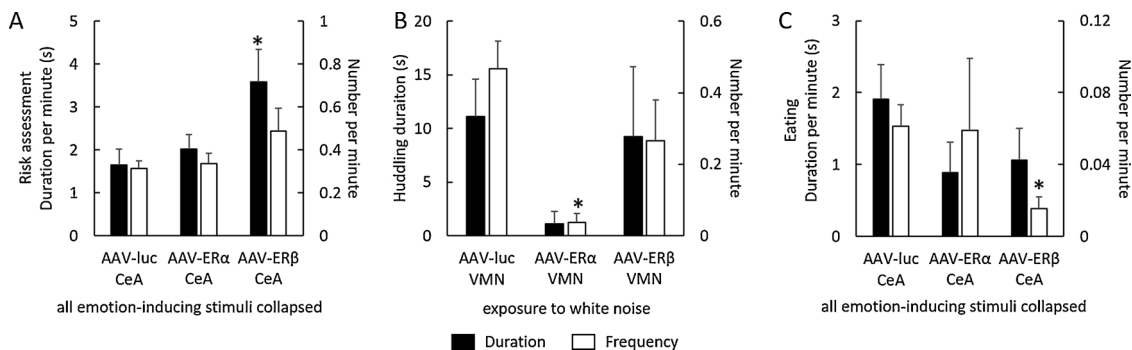 A
Risk assessment
Duration per minute (s)
5
4
3
2
1
0
*
1
0.8
0.6
0.4
0.2
0
Number per minute
AAV-luc AAV-ERα AAV-ERβ
CeA CeA CeA
all emotion-inducing stimuli collapsed
B
Huddling duraiton (s)
20
15
10
5
0
*
0.6
0.4
0.2
0.0
Number per minute
AAV-luc AAV-ERα AAV-ERβ
VMN VMN VMN
exposure to white noise
C
Eating
Duration per minute (s)
3
2
1
0
*
0.12
0.08
0.04
0
Number per minute
AAV-luc AAV-ERα AAV-ERβ
CeA CeA CeA
all emotion-inducing stimuli collapsed
Duration Frequency